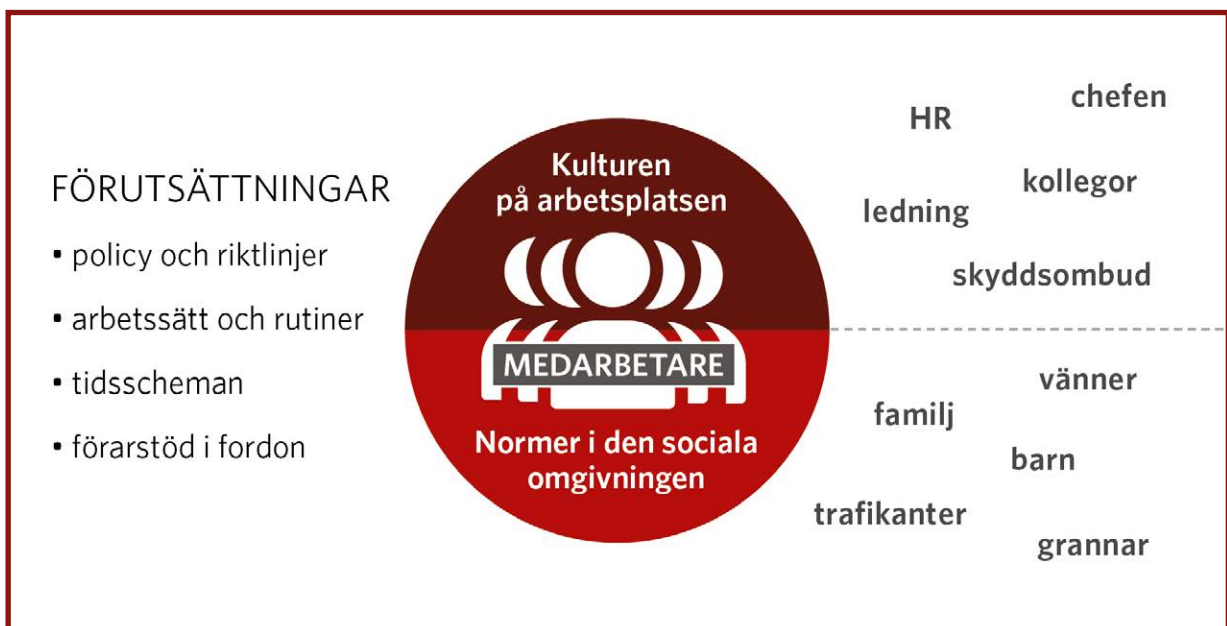 FÖRUTSÄTTNINGAR
• policy och riktlinjer
• arbetssätt och rutiner
• tidsscheman
• förarstöd i fordon
Kulturen
på arbetsplatsen
MEDARBETARE
Normer i den sociala
omgivningen
chefen
HR
kollegor
ledning
skyddsombud
vänner
familj
barn
trafikanter
grannar